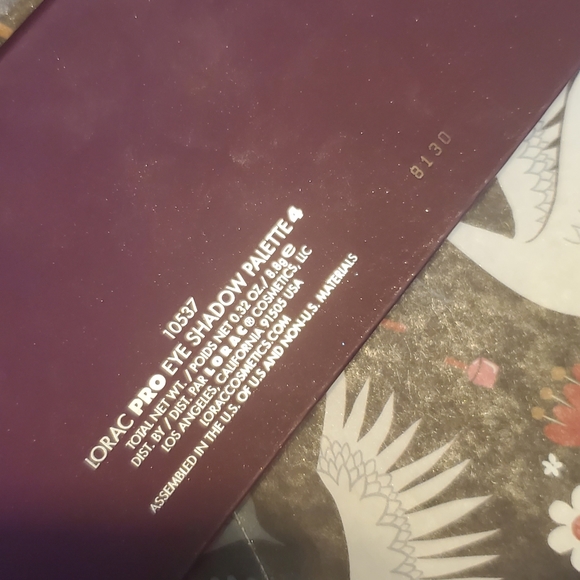 8130
10537
LORAC PRO EYE SHADOW PALETTE 4
TOTAL NET WT. / POIDS NET 0.32 OZ./ 8.8g e
DIST. BY/ / DIST. PAR LORAC® COSMETICS, LLC
LOS ANGELES, CALIFORNIA 91505 USA
LORACCOSMETICS.COM
ASSEMBLED IN THE U.S. OF U.S AND NON-U.S. MATERIALS